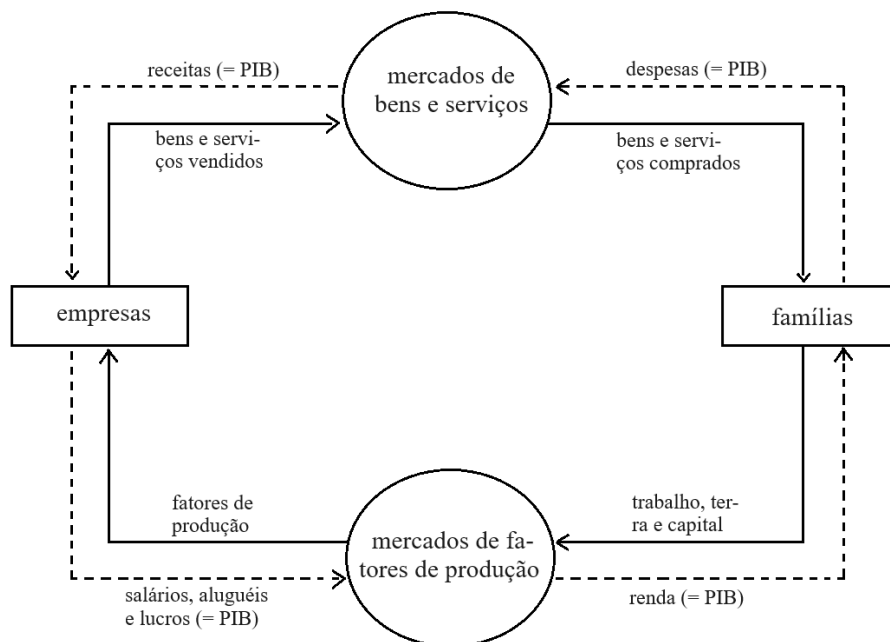 receitas (= PIB)
mercados de
bens e serviços
despesas (= PIB)
bens e servi-
ços vendidos
bens e servi-
ços comprados
empresas
famílias
fatores de
produção
mercados de fa-
tores de produção
trabalho, ter-
ra e capital
salários, aluguéis
e lucros (= PIB)
renda (= PIB)